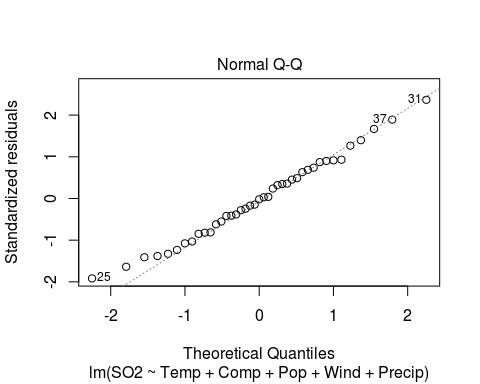 Normal Q-Q
Standardized residuals
2
1
0
-1
-2
31
37
25
-2 -1 0 1 2
Theoretical Quantiles
lm(SO2 ~ Temp + Comp + Pop + Wind + Precip)